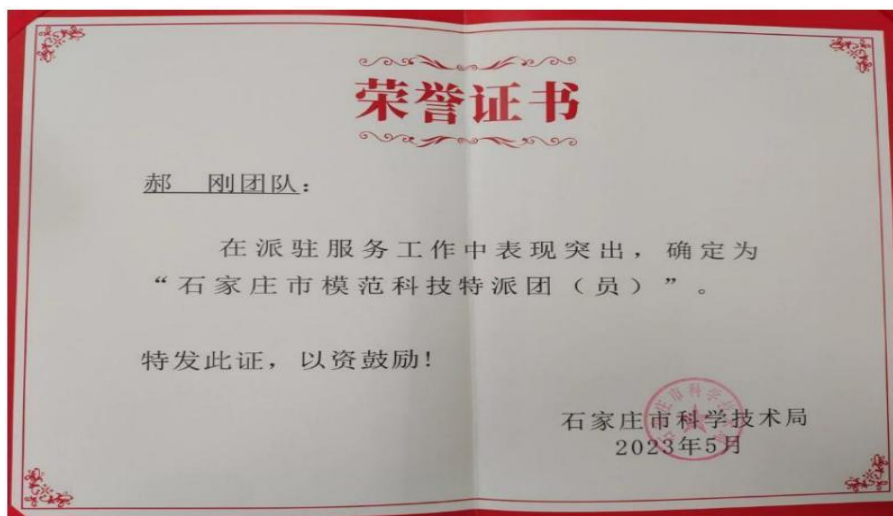 荣誉证书
郝 刚团队：
在派驻服务工作中表现突出，确定为
“石家庄市模范科技特派团（员）”。
特发此证，以资鼓励！
石家庄市科学技术局
2023年5月